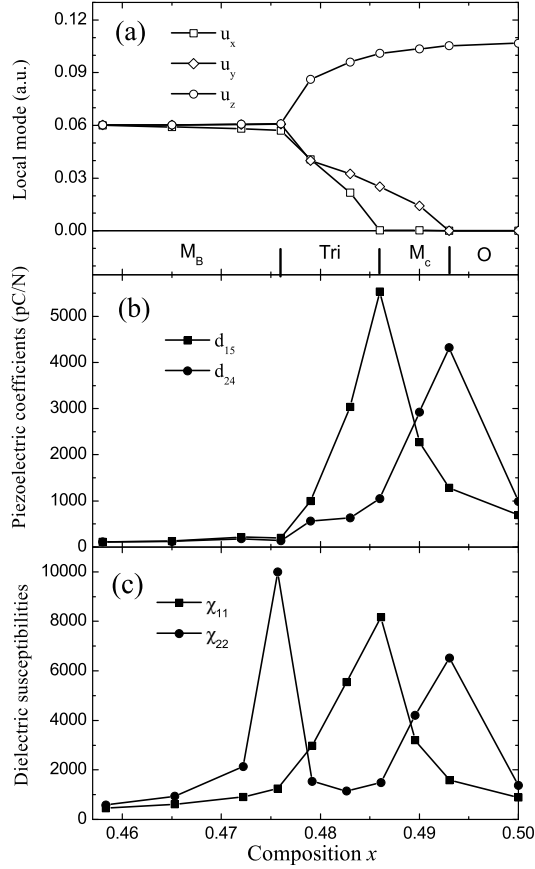 0.12
(a)
u_x
u_y
u_z
0.09
0.06
0.03
0.00
Local mode (a.u.)
M_B Tri M_c O
(b)
d_15
d_24
5000
4000
3000
2000
1000
0
Piezoelectric coefficients (pC/N)
(c)
χ_11
χ_22
10000
8000
6000
4000
2000
0
Dielectric susceptibilities
0.46 0.47 0.48 0.49 0.50
Composition x